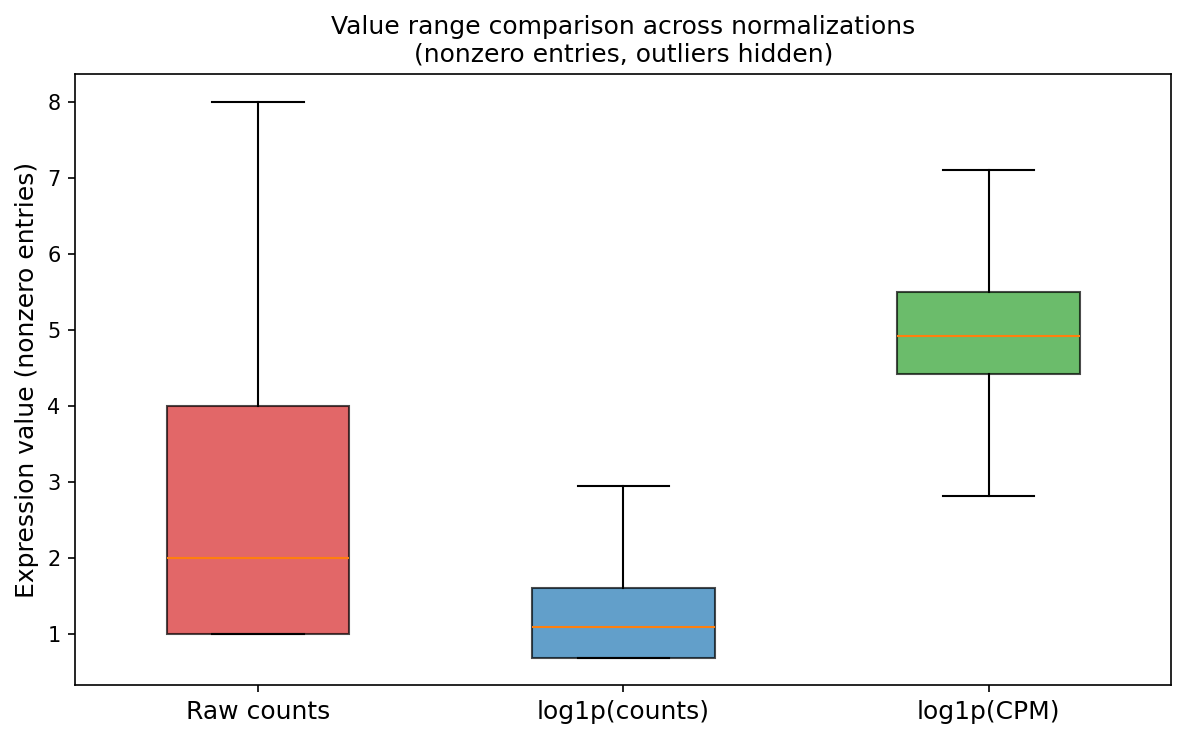 Value range comparison across normalizations
(nonzero entries, outliers hidden)
Expression value (nonzero entries)
8
7
6
5
4
3
2
1
Raw counts
log1p(counts)
log1p(CPM)